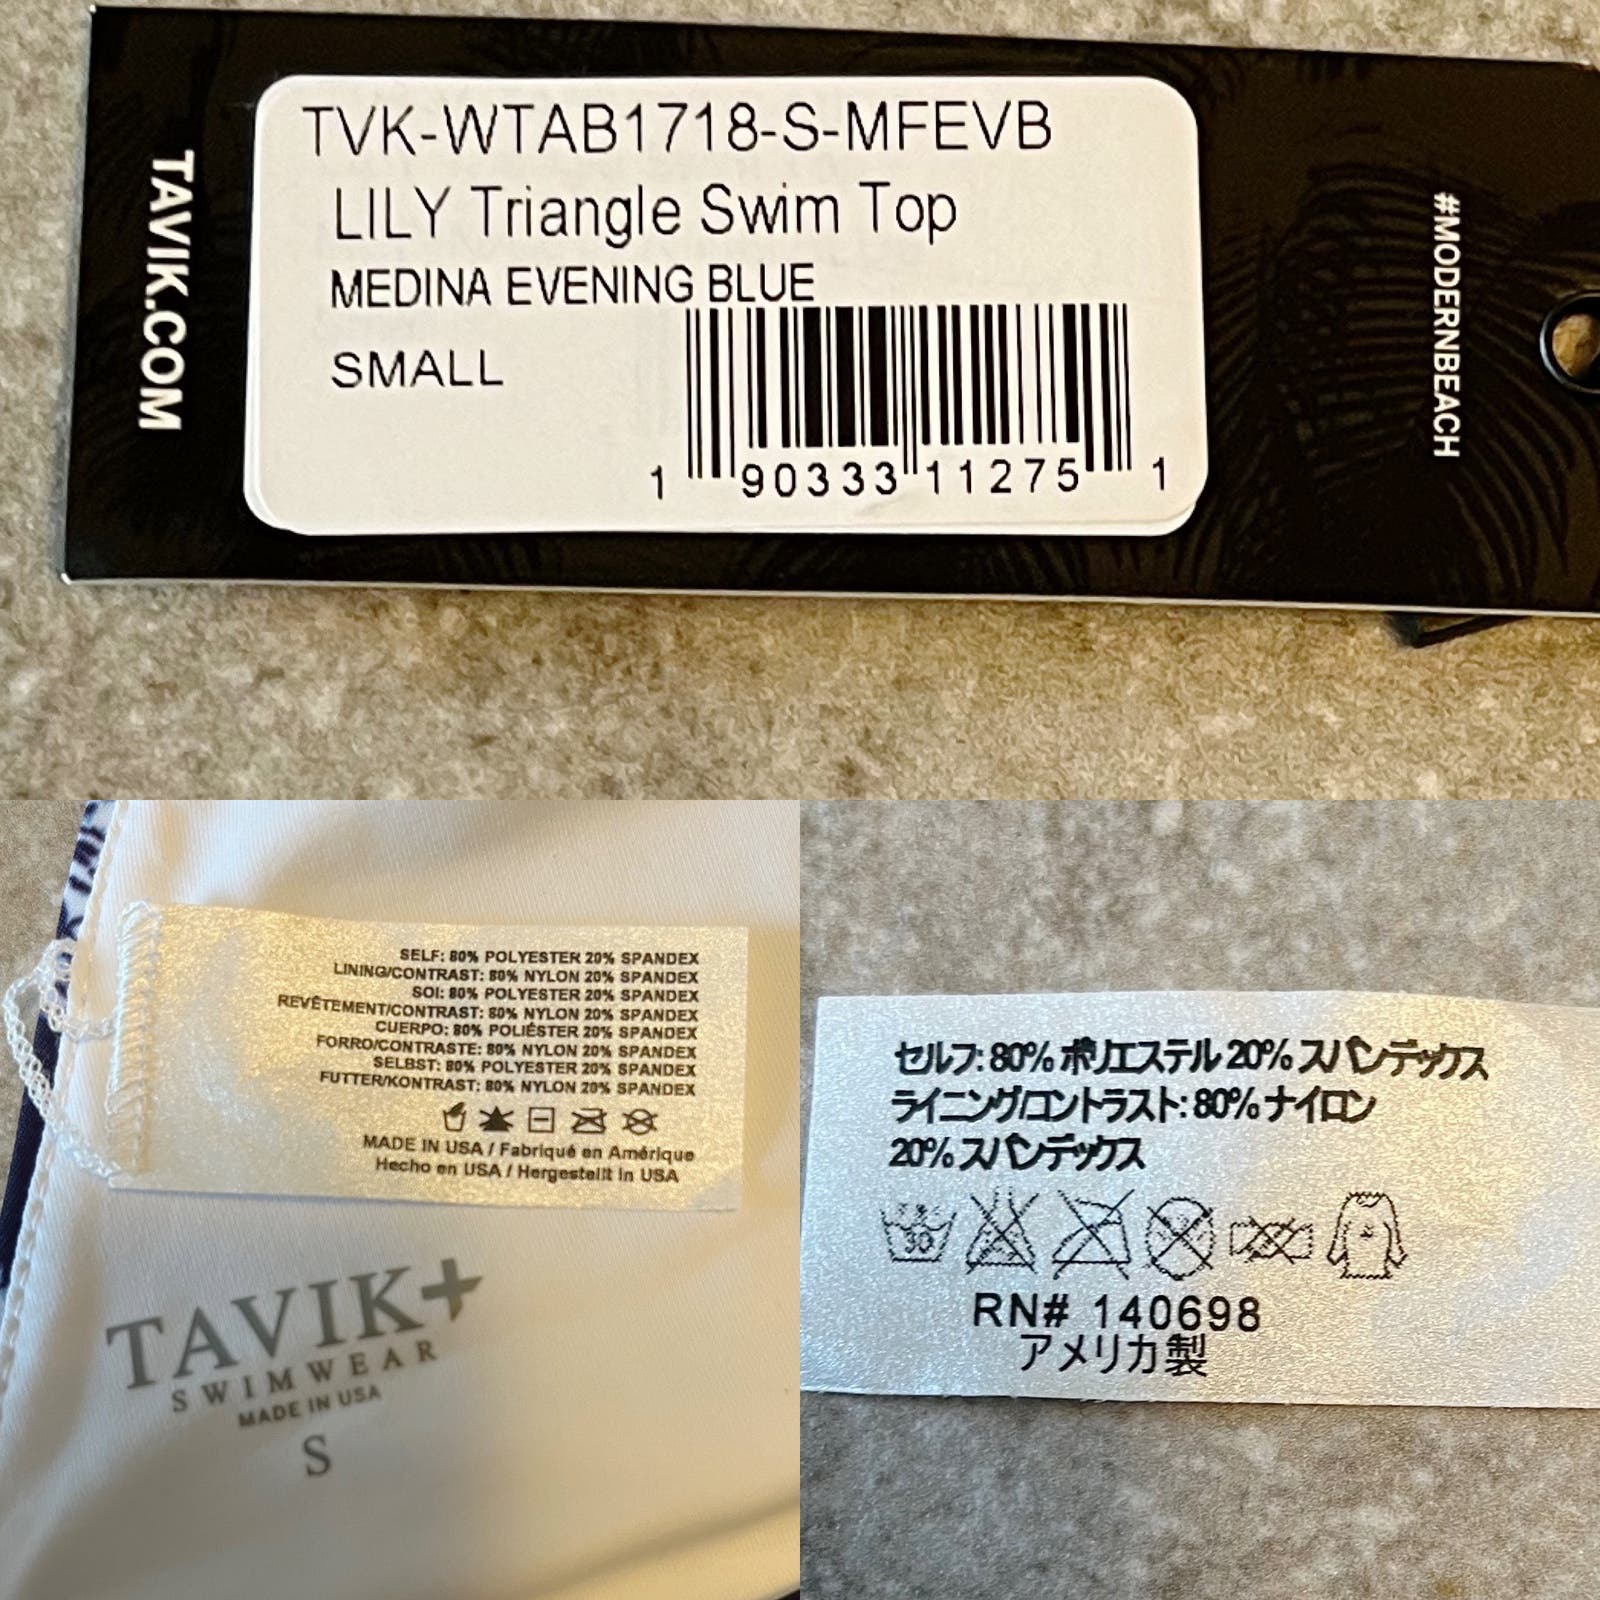 TAVIK.COM
TVK-WTAB1718-S-MFEVB
LILY Triangle Swim Top
MEDINA EVENING BLUE
SMALL
1 90333 11275 1
#MODERNBEACH
SELF: 80% POLYESTER 20% SPANDEX
LINING/CONTRAST: 80% NYLON 20% SPANDEX
SOI: 80% POLYESTER 20% SPANDEX
REVÊTEMENT/CONTRAST: 80% NYLON 20% SPANDEX
CUERPO: 80% POLIÉSTER 20% SPANDEX
FORRO/CONTRASTE: 80% NYLON 20% SPANDEX
SELBST: 80% POLYESTER 20% SPANDEX
FUTTER/KONTRAST: 80% NYLON 20% SPANDEX
MADE IN USA / Fabriqué en Amérique
Hecho en USA / Hergestellt in USA
TAVIK+
SWIMWEAR
MADE IN USA
S
セルフ: 80% ポリエステル 20% スパンデックス
ライニング/コントラスト: 80% ナイロン
20% スパンデックス
30
RN# 140698
アメリカ製